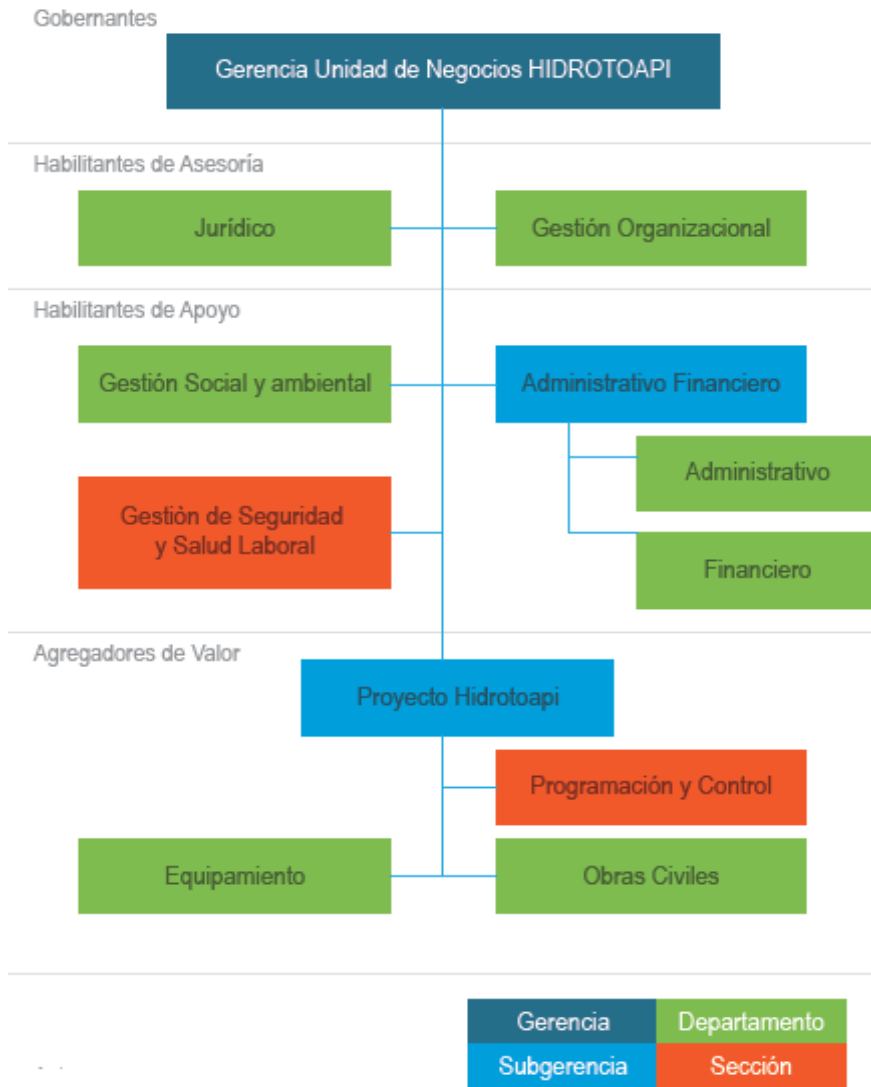 Gobernantes
Gerencia Unidad de Negocios HIDROTOAPI
Habilitantes de Asesoría
Jurídico
Gestión Organizacional
Habilitantes de Apoyo
Gestión Social y ambiental
Administrativo Financiero
Administrativo
Gestiòn de Seguridad
y Salud Laboral
Financiero
Agregadores de Valor
Proyecto Hidrotoapi
Programación y Control
Equipamiento
Obras Civiles
Gerencia
Departamento
Subgerencia
Sección